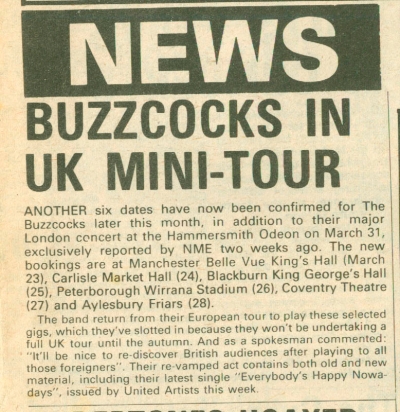 NEWS
BUZZCOCKS IN
UK MINI-TOUR
ANOTHER six dates have now been confirmed for The
Buzzcocks later this month, in addition to their major
London concert at the Hammersmith Odeon on March 31,
exclusively reported by NME two weeks ago. The new
bookings are at Manchester Belle Vue King's Hall (March
23), Carlisle Market Hall (24), Blackburn King George's Hall
(25), Peterborough Wirrana Stadium (26), Coventry Theatre
(27) and Aylesbury Friars (28).
The band return from their European tour to play these selected
gigs, which they've slotted in because they won't be undertaking a
full UK tour until the autumn. And as a spokesman commented:
"It'll be nice to re-discover British audiences after playing to all
those foreigners". Their re-vamped act contains both old and new
material, including their latest single "Everybody's Happy Nowa-
days", issued by United Artists this week.